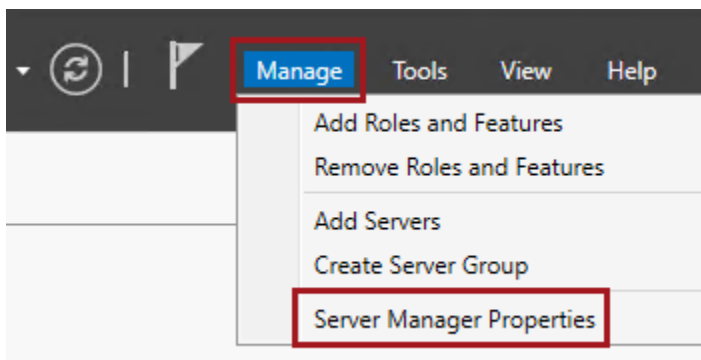 Manage Tools View Help
Add Roles and Features
Remove Roles and Features
Add Servers
Create Server Group
Server Manager Properties